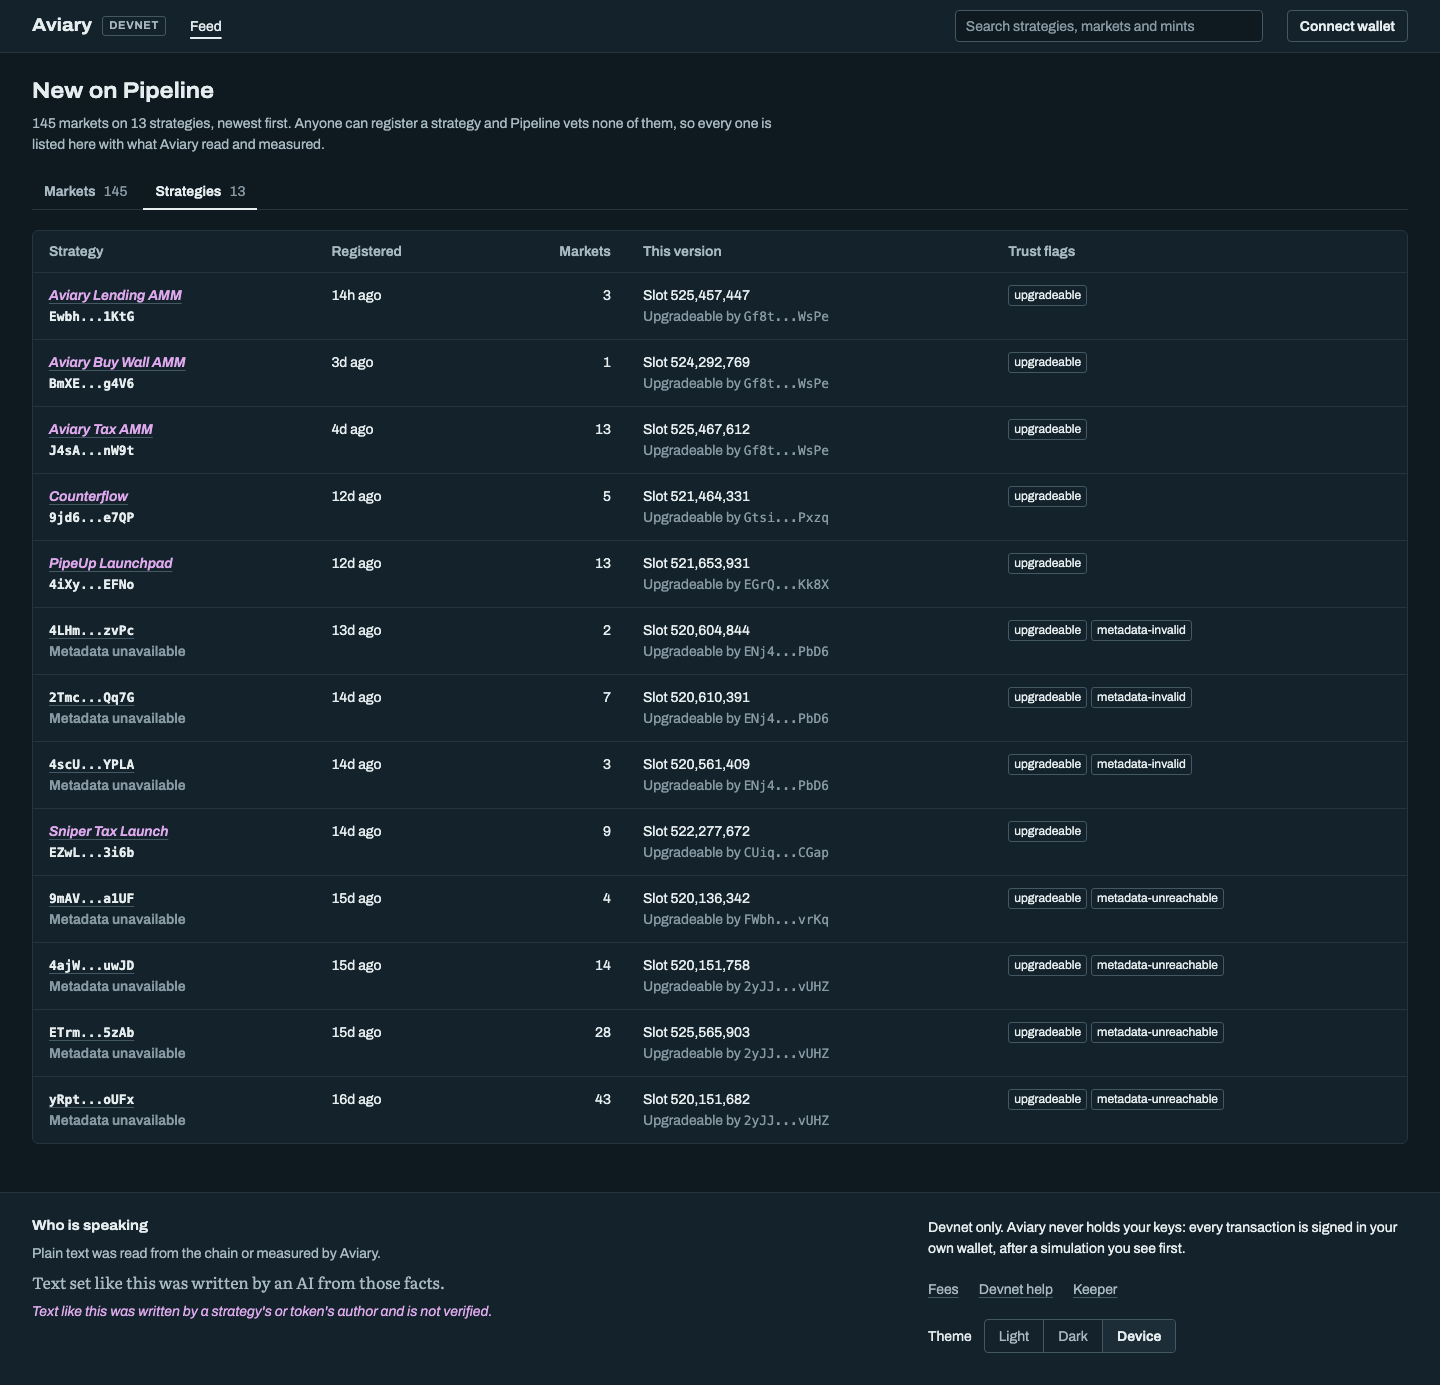 Aviary DEVNET Feed Search strategies, markets and mints Connect wallet
New on Pipeline
145 markets on 13 strategies, newest first. Anyone can register a strategy and Pipeline vets none of them, so every one is
listed here with what Aviary read and measured.
Markets 145 Strategies 13
Strategy Registered Markets This version Trust flags
Aviary Lending AMM 14h ago 3 Slot 525,457,447 upgradeable
Ewbh...1KtG Upgradeable by Gf8t...WsPe
Aviary Buy Wall AMM 3d ago 1 Slot 524,292,769 upgradeable
BmXE...g4V6 Upgradeable by Gf8t...WsPe
Aviary Tax AMM 4d ago 13 Slot 525,467,612 upgradeable
J4sA...nW9t Upgradeable by Gf8t...WsPe
Counterflow 12d ago 5 Slot 521,464,331 upgradeable
9jd6...e7QP Upgradeable by Gtsi...Pxzq
PipeUp Launchpad 12d ago 13 Slot 521,653,931 upgradeable
4iXy...EFNo Upgradeable by EGrQ...Kk8X
4LHm...zvPc 13d ago 2 Slot 520,604,844 upgradeable metadata-invalid
Metadata unavailable Upgradeable by ENj4...PbD6
2Tmc...Qq7G 14d ago 7 Slot 520,610,391 upgradeable metadata-invalid
Metadata unavailable Upgradeable by ENj4...PbD6
4scU...YPLA 14d ago 3 Slot 520,561,409 upgradeable metadata-invalid
Metadata unavailable Upgradeable by ENj4...PbD6
Sniper Tax Launch 14d ago 9 Slot 522,277,672 upgradeable
EZwL...3i6b Upgradeable by CUiq...CGap
9mAV...a1UF 15d ago 4 Slot 520,136,342 upgradeable metadata-unreachable
Metadata unavailable Upgradeable by FWbh...vrKq
4ajW...uwJD 15d ago 14 Slot 520,151,758 upgradeable metadata-unreachable
Metadata unavailable Upgradeable by 2yJJ...vUHZ
ETrm...5zAb 15d ago 28 Slot 525,565,903 upgradeable metadata-unreachable
Metadata unavailable Upgradeable by 2yJJ...vUHZ
yRpt...oUFx 16d ago 43 Slot 520,151,682 upgradeable metadata-unreachable
Metadata unavailable Upgradeable by 2yJJ...vUHZ
Who is speaking
Plain text was read from the chain or measured by Aviary.
Text set like this was written by an AI from those facts.
Text like this was written by a strategy's or token's author and is not verified.
Devnet only. Aviary never holds your keys: every transaction is signed in your
own wallet, after a simulation you see first.
Fees Devnet help Keeper
Theme Light Dark Device